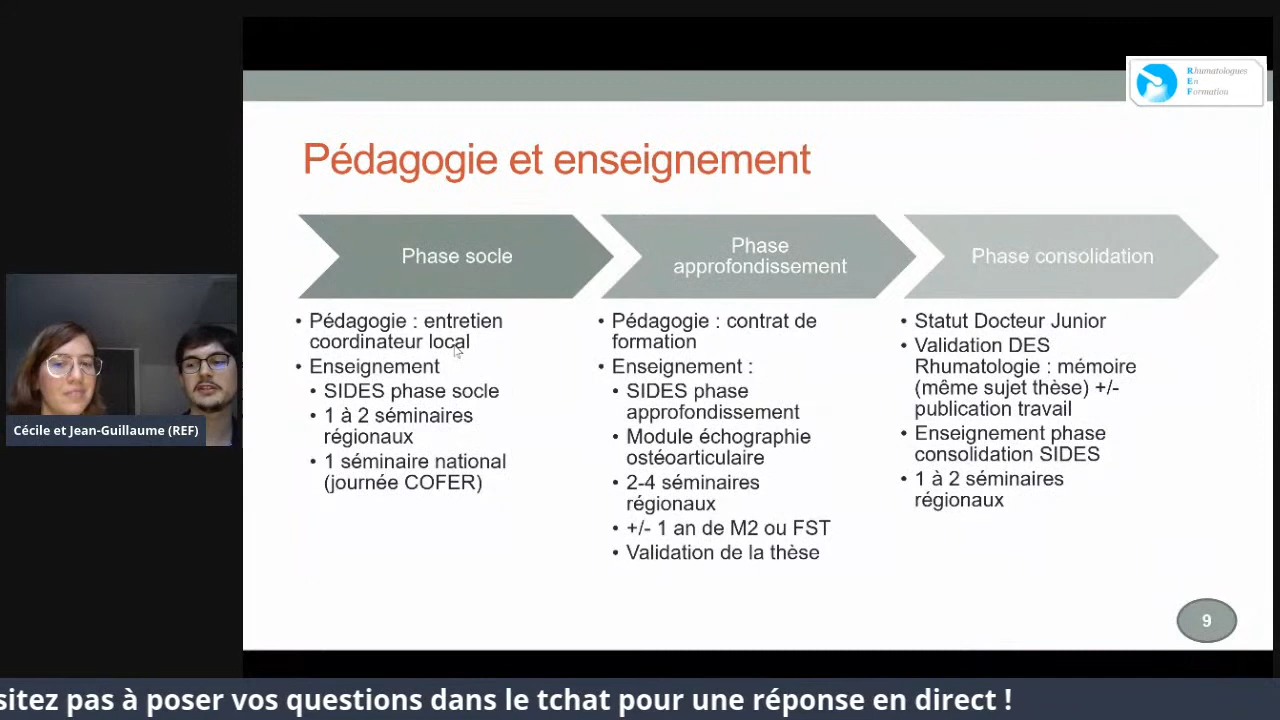 Rhumatologues
En
Formation
Pédagogie et enseignement
Phase socle
Phase
approfondissement
Phase consolidation
• Pédagogie : entretien
coordinateur local
• Enseignement
• SIDES phase socle
• 1 à 2 séminaires
régionaux
• 1 séminaire national
(journée COFER)
• Pédagogie : contrat de
formation
• Enseignement :
• SIDES phase
approfondissement
• Module échographie
ostéoarticulaire
• 2-4 séminaires
régionaux
• +/- 1 an de M2 ou FST
• Validation de la thèse
• Statut Docteur Junior
• Validation DES
Rhumatologie : mémoire
(même sujet thèse) +/-
publication travail
• Enseignement phase
consolidation SIDES
• 1 à 2 séminaires
régionaux
Cécile et Jean-Guillaume (REF)
9
sitez pas à poser vos questions dans le tchat pour une réponse en direct !